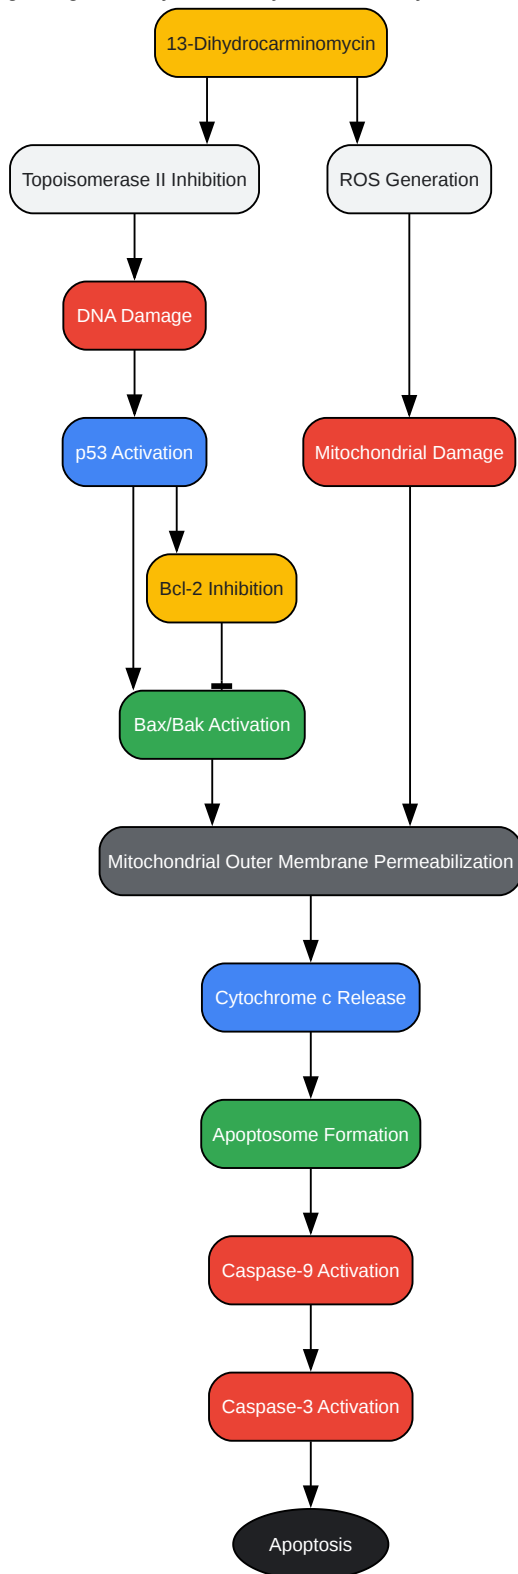 13-Dihydrocarminomycin
Topoisomerase II Inhibition
ROS Generation
DNA Damage
p53 Activation
Mitochondrial Damage
Bcl-2 Inhibition
Bax/Bak Activation
Mitochondrial Outer Membrane Permeabilization
Cytochrome c Release
Apoptosome Formation
Caspase-9 Activation
Caspase-3 Activation
Apoptosis